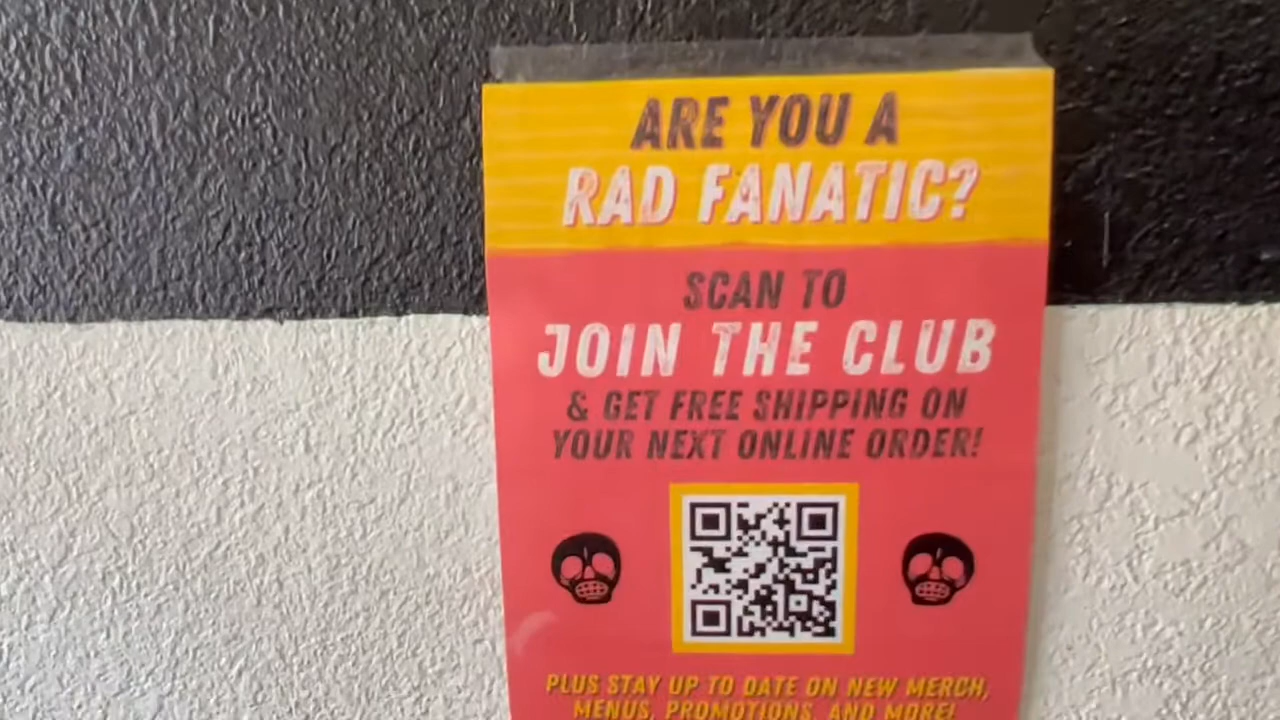 ARE YOU A
RAD FANATIC?
SCAN TO
JOIN THE CLUB
& GET FREE SHIPPING ON
YOUR NEXT ONLINE ORDER!
PLUS STAY UP TO DATE ON NEW MERCH,
MENUS, PROMOTIONS, AND MORE!